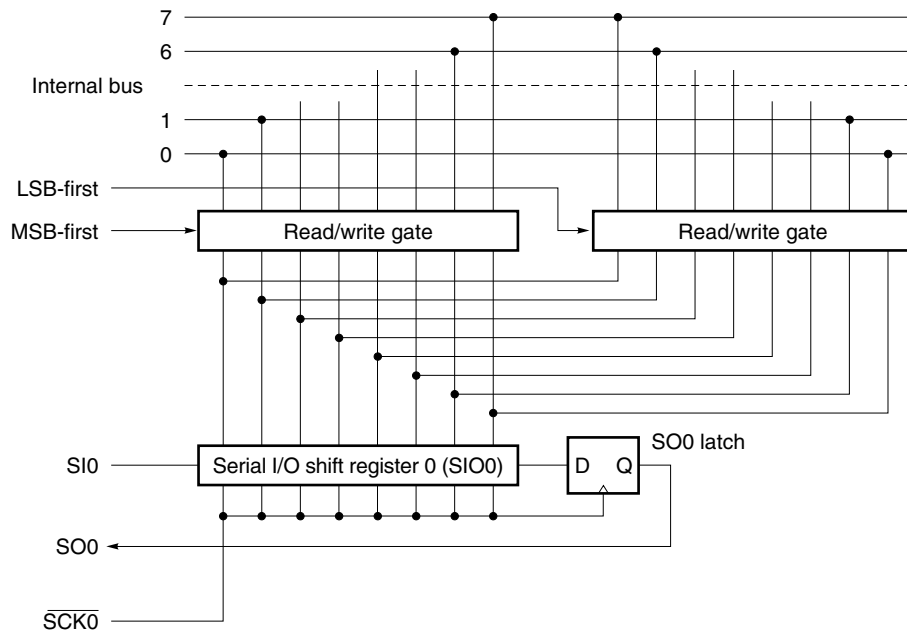 7
6
Internal bus
1
0
LSB-first
MSB-first
Read/write gate
Read/write gate
SO0 latch
SI0
Serial I/O shift register 0 (SIO0)
D
Q
SO0
SCK0